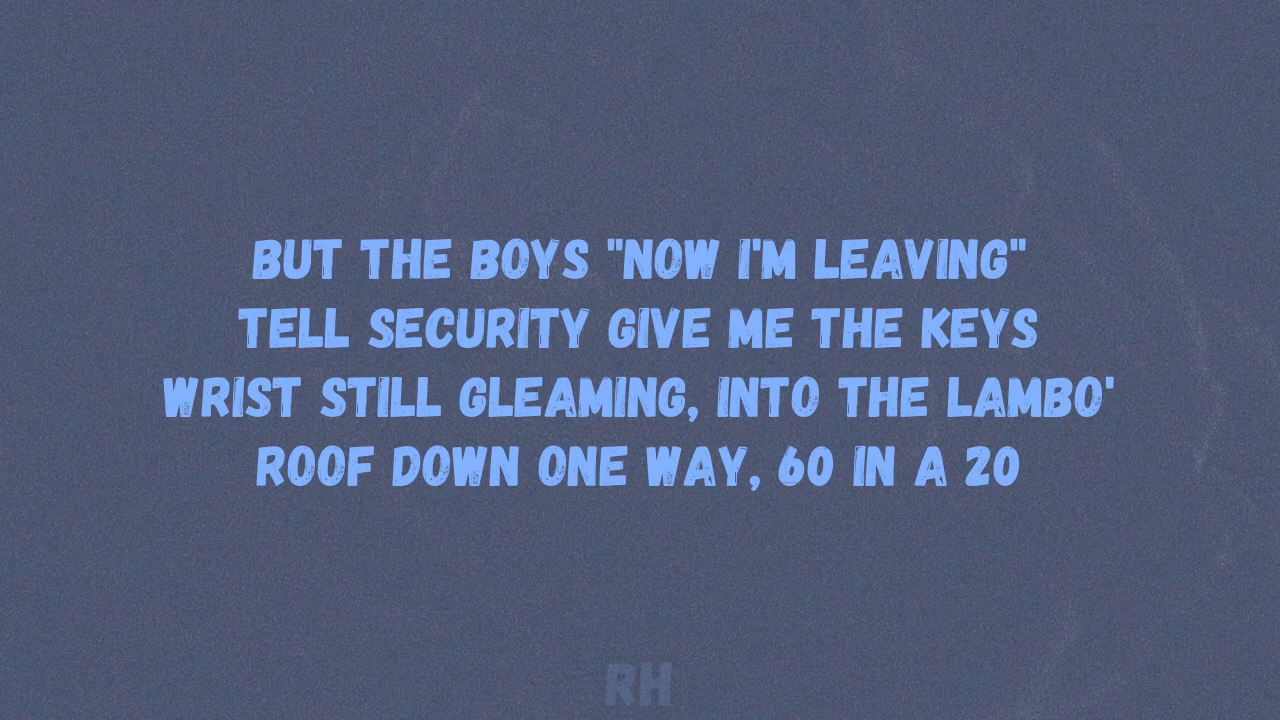 BUT THE BOYS "NOW I'M LEAVING"
TELL SECURITY GIVE ME THE KEYS
WRIST STILL GLEAMING, INTO THE LAMBO'
ROOF DOWN ONE WAY, 60 IN A 20
RH